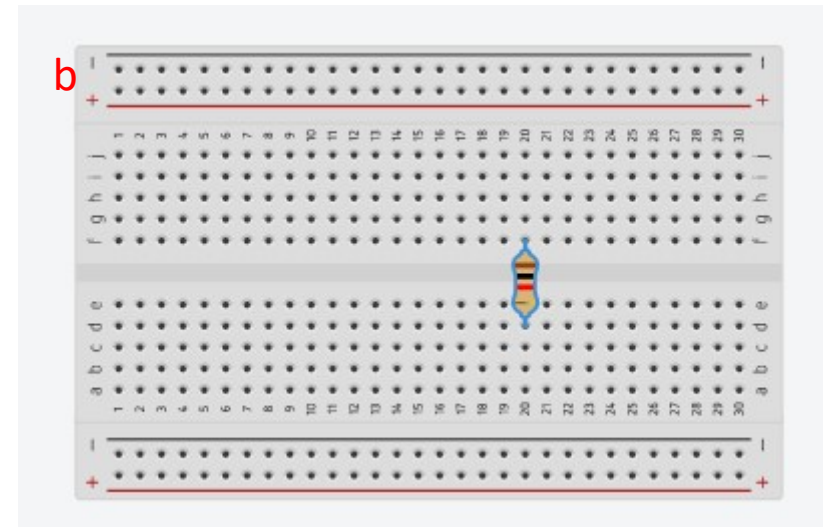 b
− −
+ +
1 2 3 4 5 6 7 8 9 10 11 12 13 14 15 16 17 18 19 20 21 22 23 24 25 26 27 28 29 30
j j
i i
h h
g g
f f
e e
d d
c c
b b
a a
1 2 3 4 5 6 7 8 9 10 11 12 13 14 15 16 17 18 19 20 21 22 23 24 25 26 27 28 29 30
− −
+ +